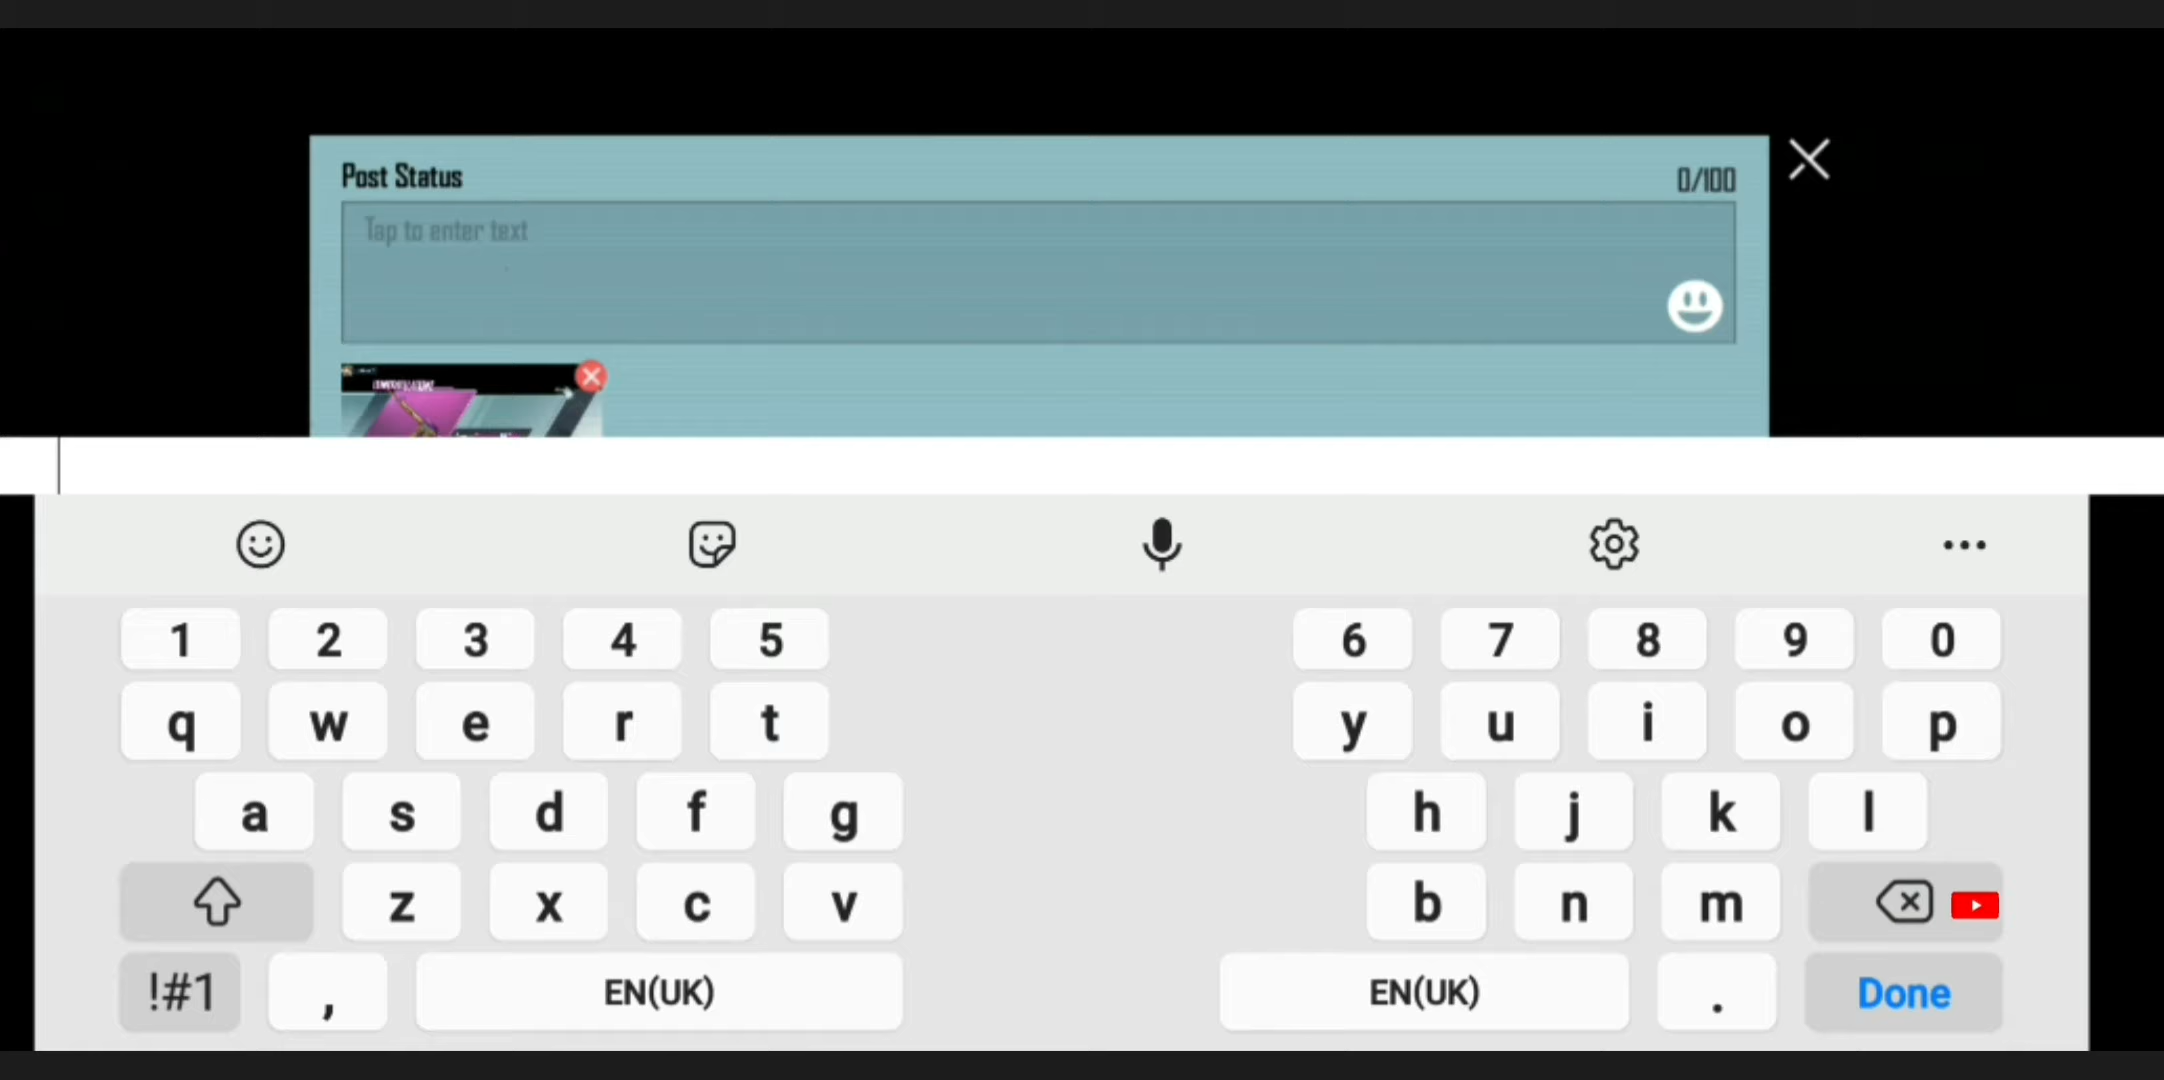 Post Status
0/100
Tap to enter text
1 2 3 4 5 6 7 8 9 0
q w e r t y u i o p
a s d f g h j k l
z x c v b n m
!#1 , EN(UK) EN(UK) . Done